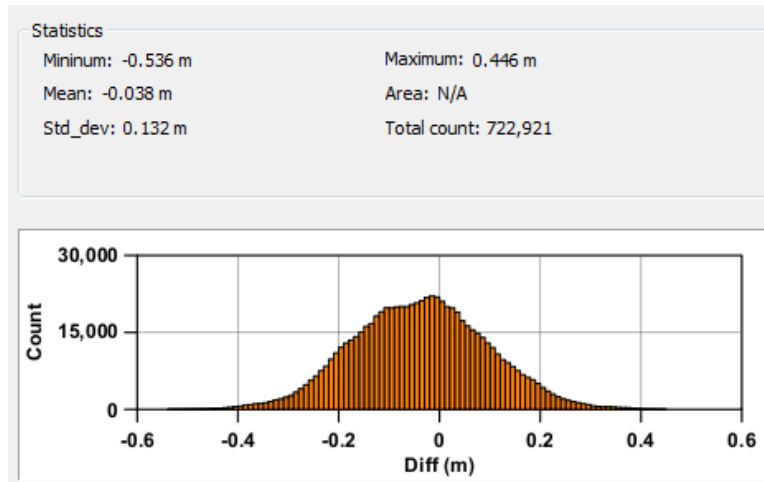 Statistics
Mininum: -0.536 m Maximum: 0.446 m
Mean: -0.038 m Area: N/A
Std_dev: 0.132 m Total count: 722,921
30,000
15,000
0
Count
-0.6 -0.4 -0.2 0 0.2 0.4 0.6
Diff (m)